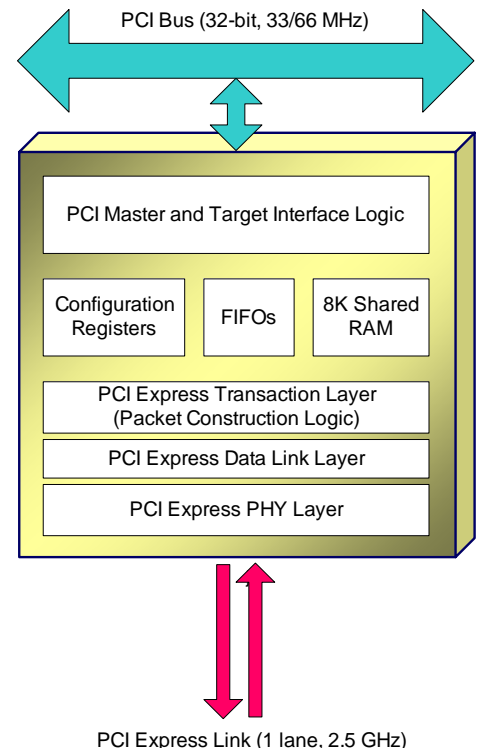 PCI Bus (32-bit, 33/66 MHz)
PCI Master and Target Interface Logic
Configuration
Registers
FIFOs
8K Shared
RAM
PCI Express Transaction Layer
(Packet Construction Logic)
PCI Express Data Link Layer
PCI Express PHY Layer
PCI Express Link (1 lane, 2.5 GHz)